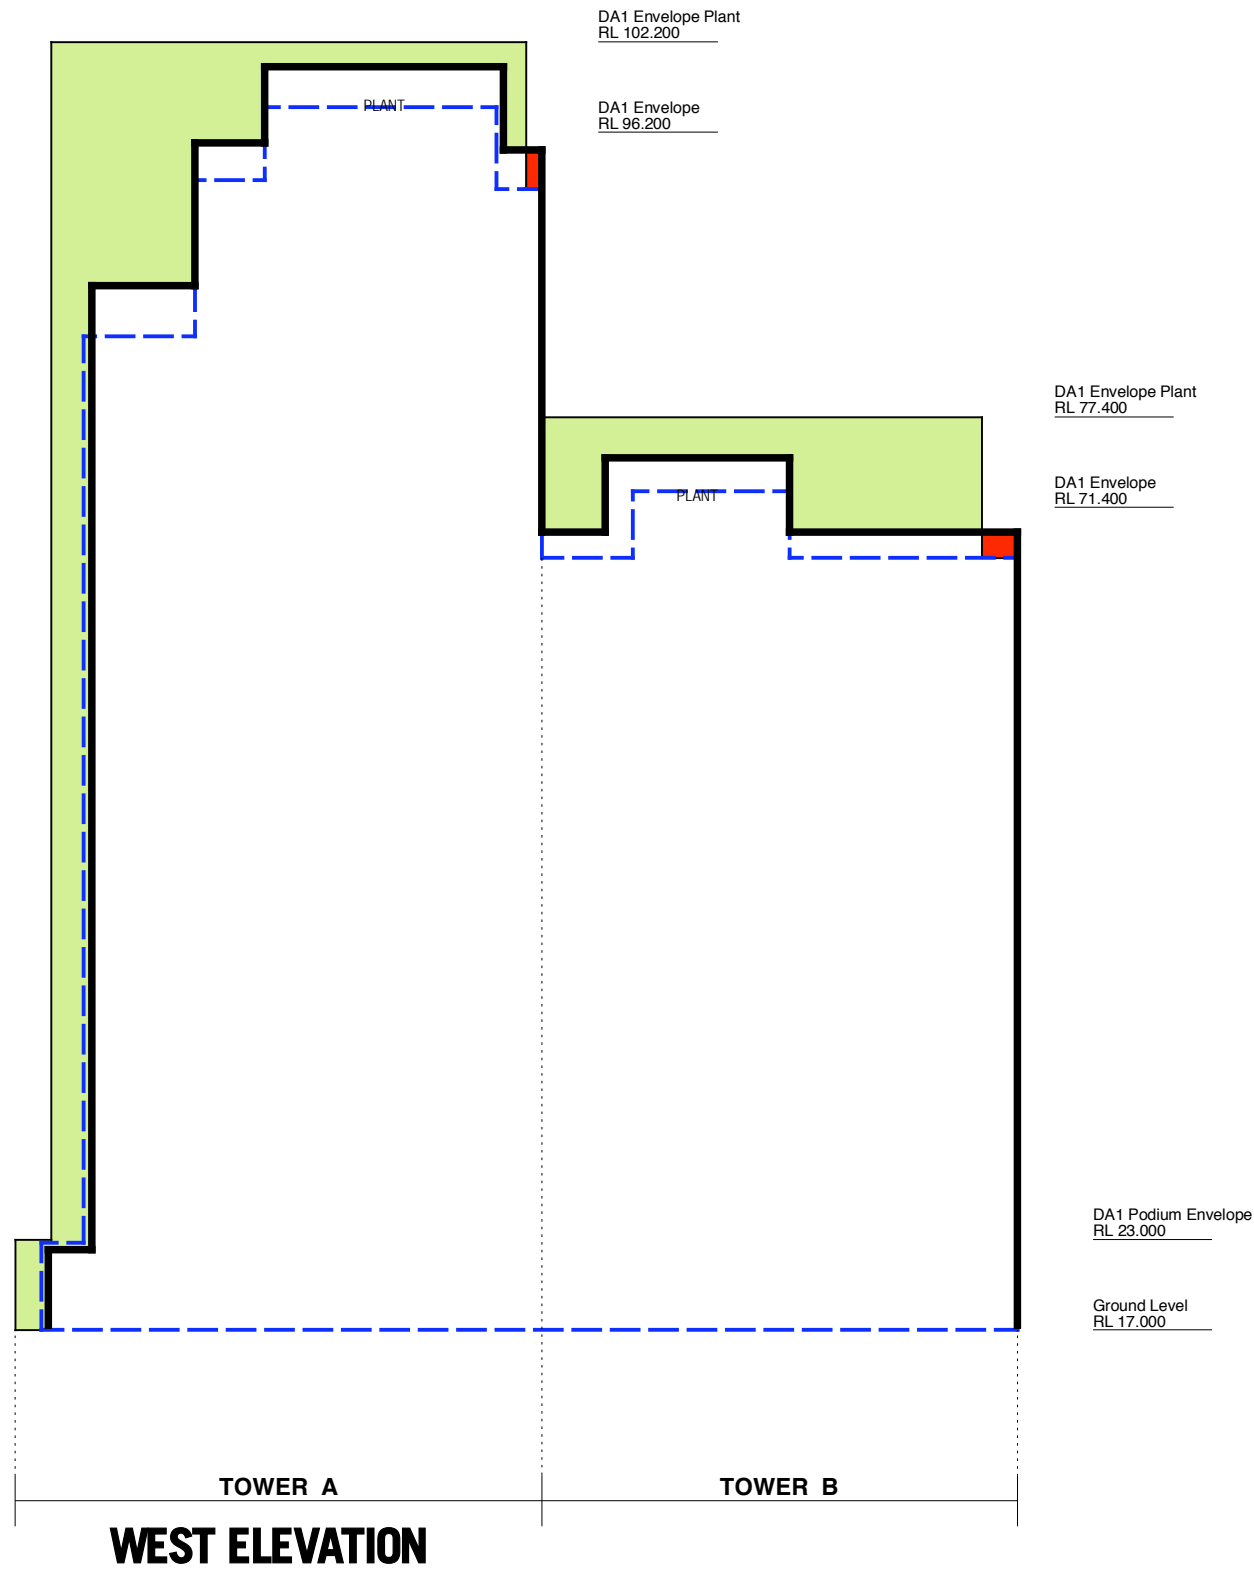 DA1 Envelope Plant
RL 102.200
DA1 Envelope
RL 96.200
PLANT
DA1 Envelope Plant
RL 77.400
DA1 Envelope
RL 71.400
PLANT
DA1 Podium Envelope
RL 23.000
Ground Level
RL 17.000
TOWER A
TOWER B
WEST ELEVATION